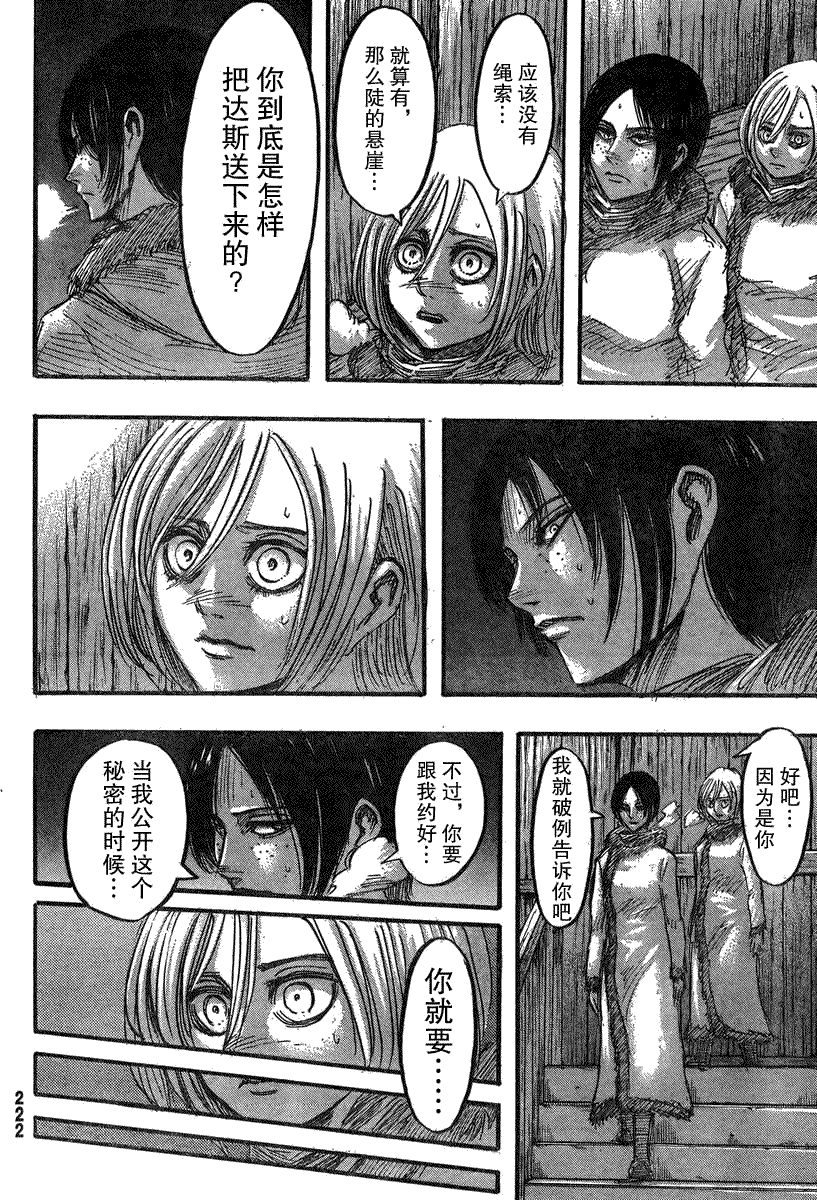 应该没有
绳索…
就算有，
那么陡的悬崖…
你到底是怎样
把达斯送下来的？
好吧…
因为是你
我就破例告诉你吧
不过，你要
跟我约好…
当我公开这个
秘密的时候…
你就要……
222